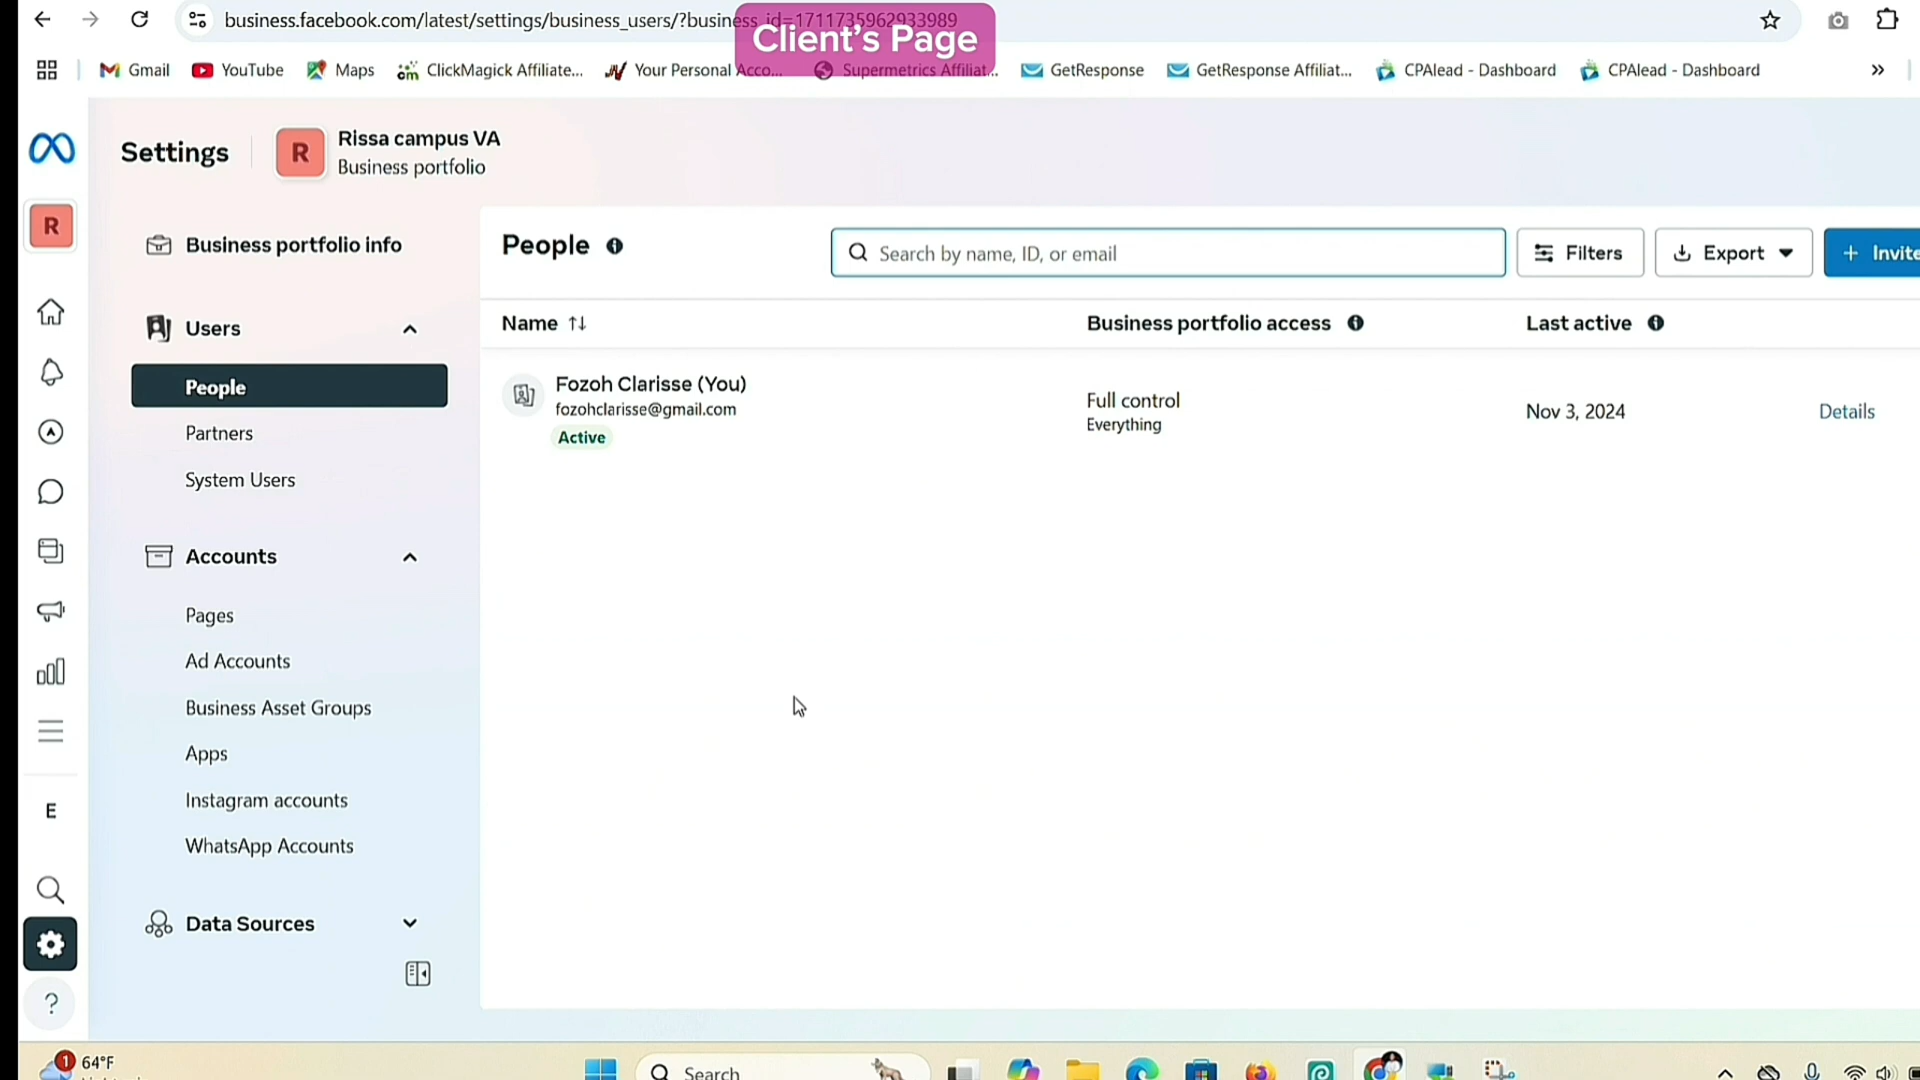 business.facebook.com/latest/settings/business_users/?business_id=1711735962933989
Client's Page
Gmail
YouTube
Maps
ClickMagick Affiliate...
Your Personal Acco...
Supermetrics Affiliat...
GetResponse
GetResponse Affiliat...
CPAlead - Dashboard
CPAlead - Dashboard
Settings
R
Rissa campus VA
Business portfolio
R
Business portfolio info
Users
People
Partners
System Users
Accounts
Pages
Ad Accounts
Business Asset Groups
Apps
Instagram accounts
WhatsApp Accounts
Data Sources
E
People
Search by name, ID, or email
Filters
Export
+ Invite
Name
Business portfolio access
Last active
Fozoh Clarisse (You)
fozohclarisse@gmail.com
Active
Full control
Everything
Nov 3, 2024
Details
1
64°F
Search